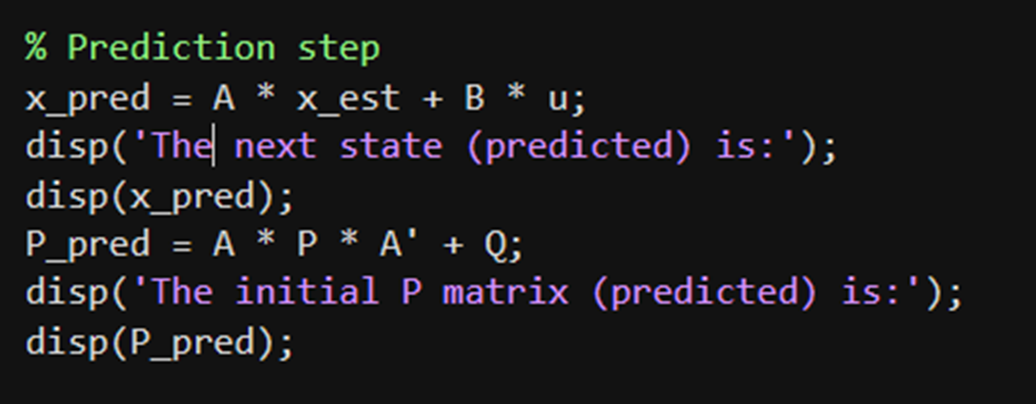 % Prediction step
x_pred = A * x_est + B * u;
disp('The next state (predicted) is:');
disp(x_pred);
P_pred = A * P * A' + Q;
disp('The initial P matrix (predicted) is:');
disp(P_pred);